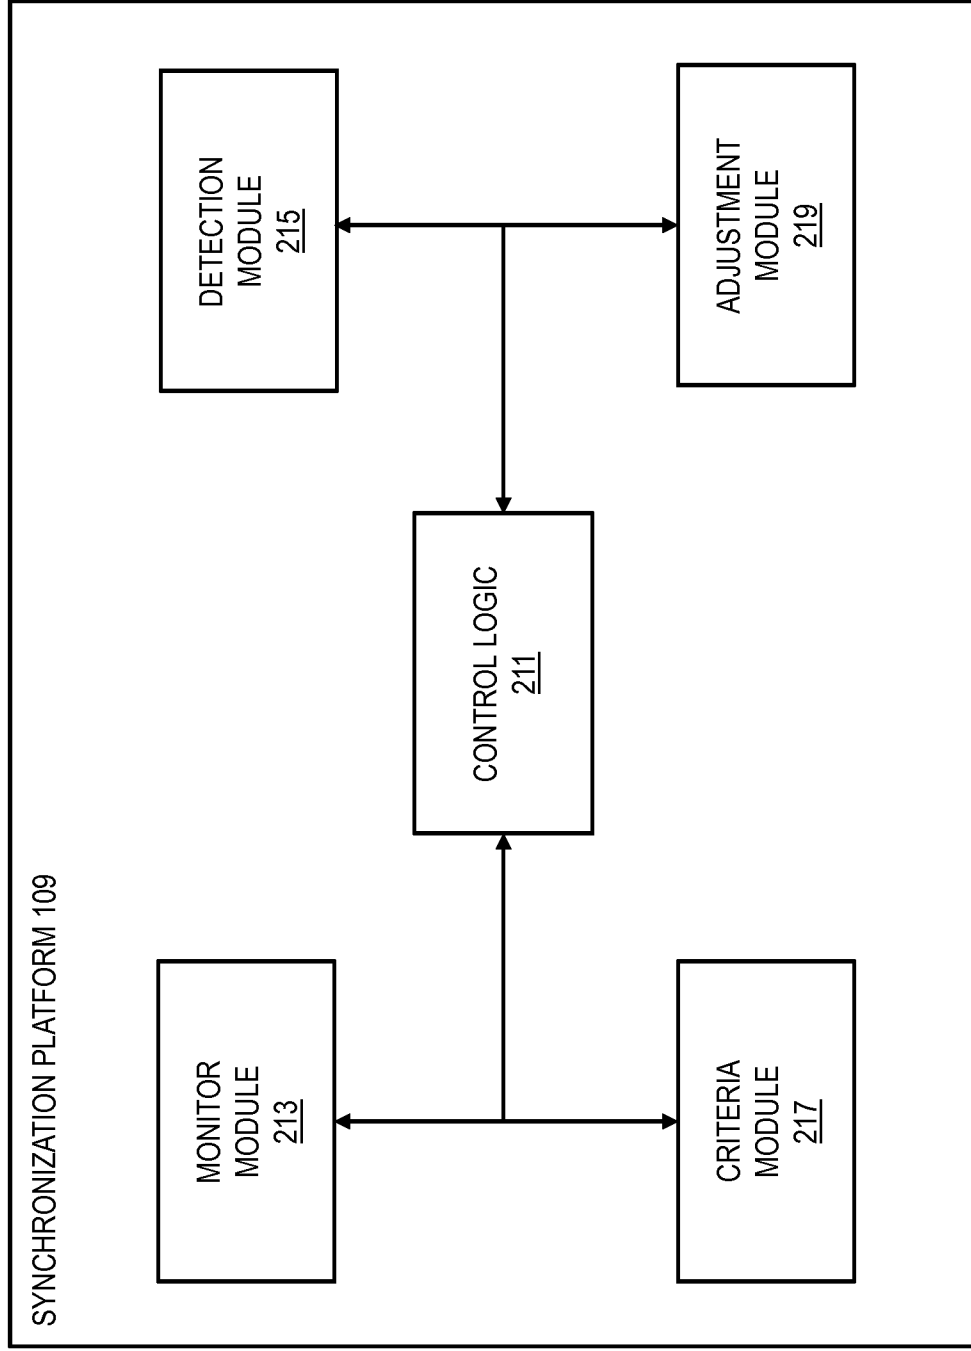 SYNCHRONIZATION PLATFORM 109
MONITOR
MODULE
213
DETECTION
MODULE
215
CONTROL LOGIC
211
CRITERIA
MODULE
217
ADJUSTMENT
MODULE
219